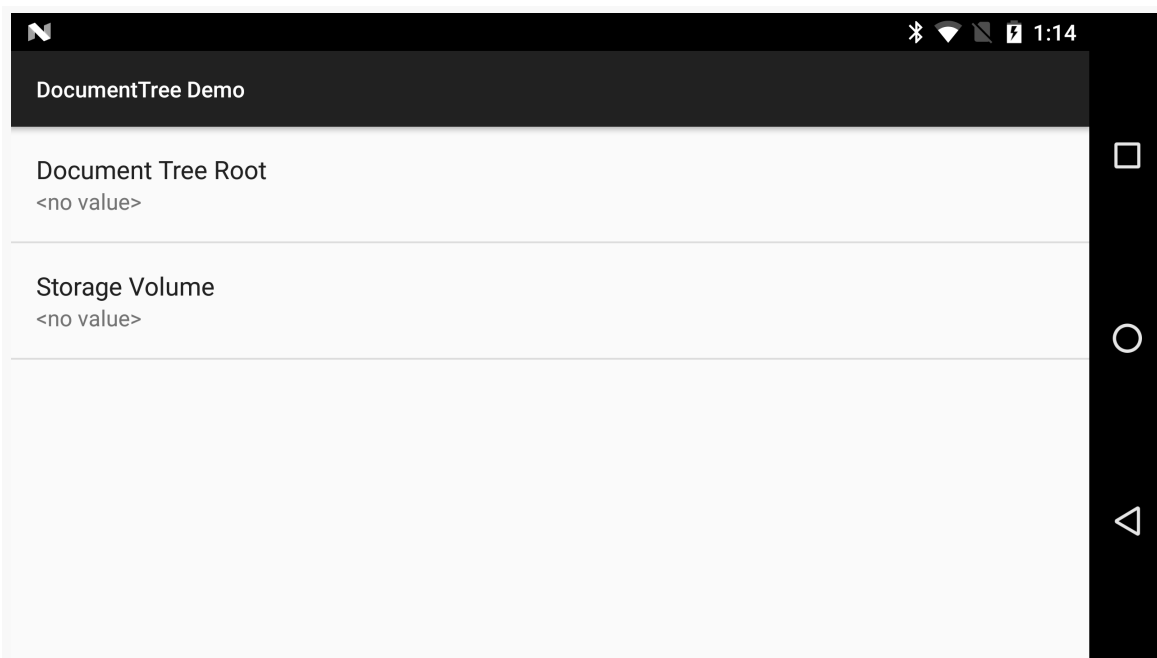 1:14
DocumentTree Demo
Document Tree Root
<no value>
Storage Volume
<no value>